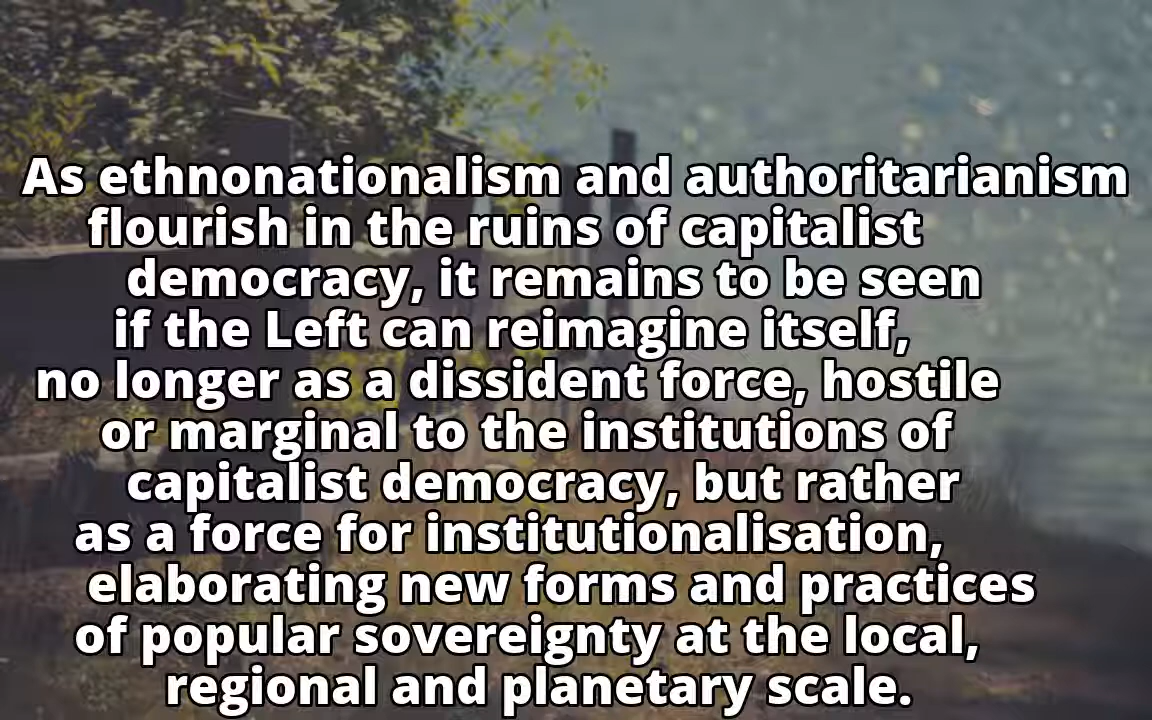 As ethnonationalism and authoritarianism
flourish in the ruins of capitalist
democracy, it remains to be seen
if the Left can reimagine itself,
no longer as a dissident force, hostile
or marginal to the institutions of
capitalist democracy, but rather
as a force for institutionalisation,
elaborating new forms and practices
of popular sovereignty at the local,
regional and planetary scale.